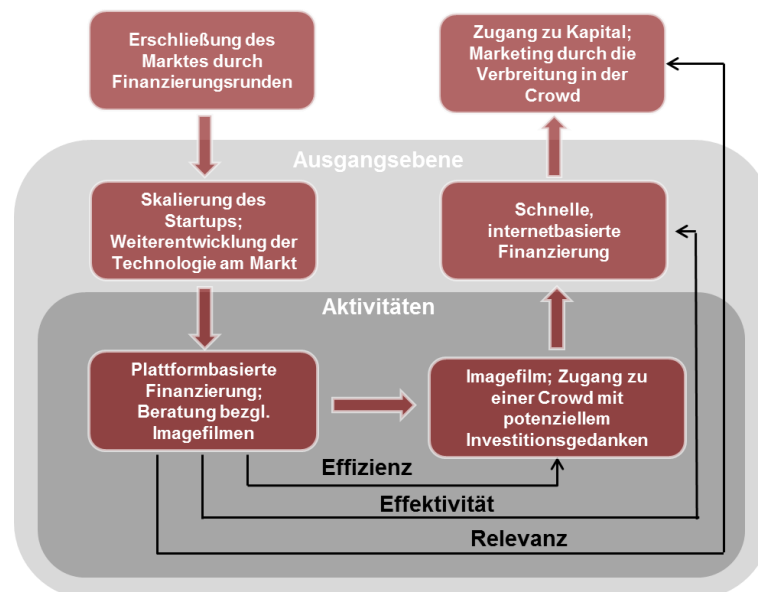 Erschließung des
Marktes durch
Finanzierungsrunden
Zugang zu Kapital;
Marketing durch die
Verbreitung in der
Crowd
Ausgangsebene
Skalierung des
Startups;
Weiterentwicklung der
Technologie am Markt
Schnelle,
internetbasierte
Finanzierung
Aktivitäten
Plattformbasierte
Finanzierung;
Beratung bezgl.
Imagefilmen
Imagefilm; Zugang zu
einer Crowd mit
potenziellem
Investitionsgedanken
Effizienz
Effektivität
Relevanz